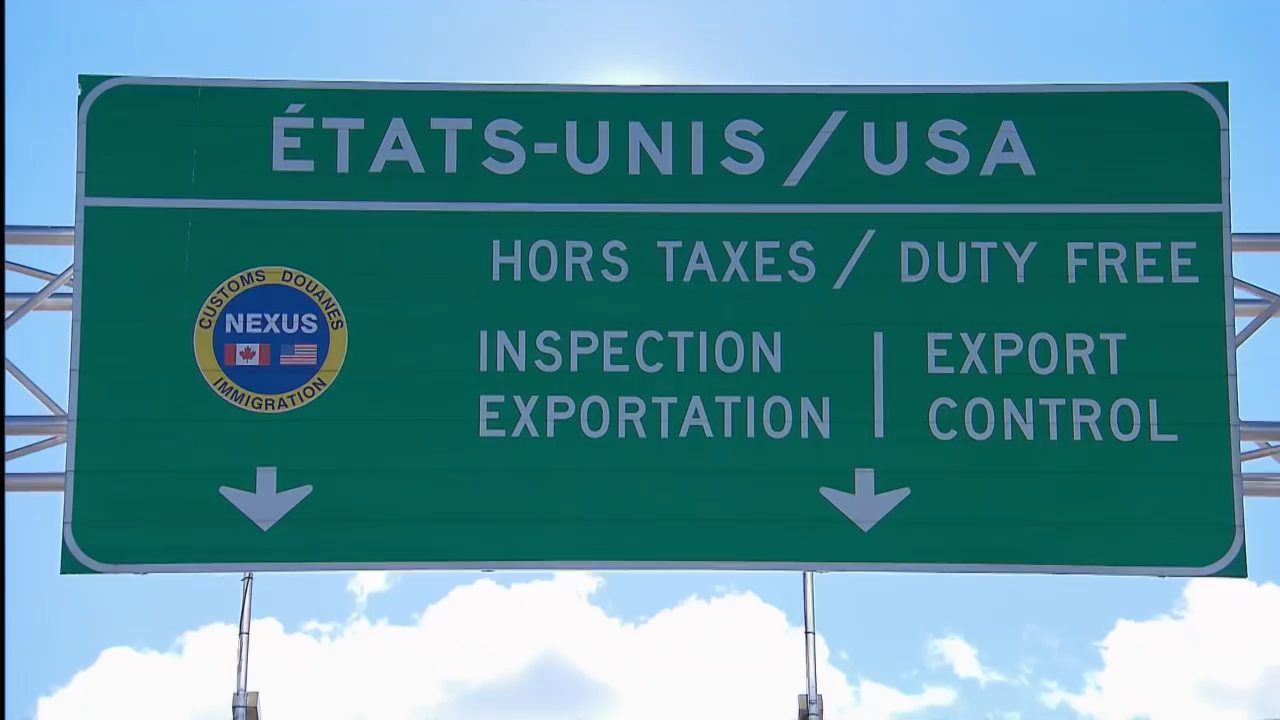 ÉTATS-UNIS / USA
HORS TAXES / DUTY FREE
CUSTOMS DOUANES
NEXUS
IMMIGRATION
INSPECTION | EXPORT
EXPORTATION | CONTROL